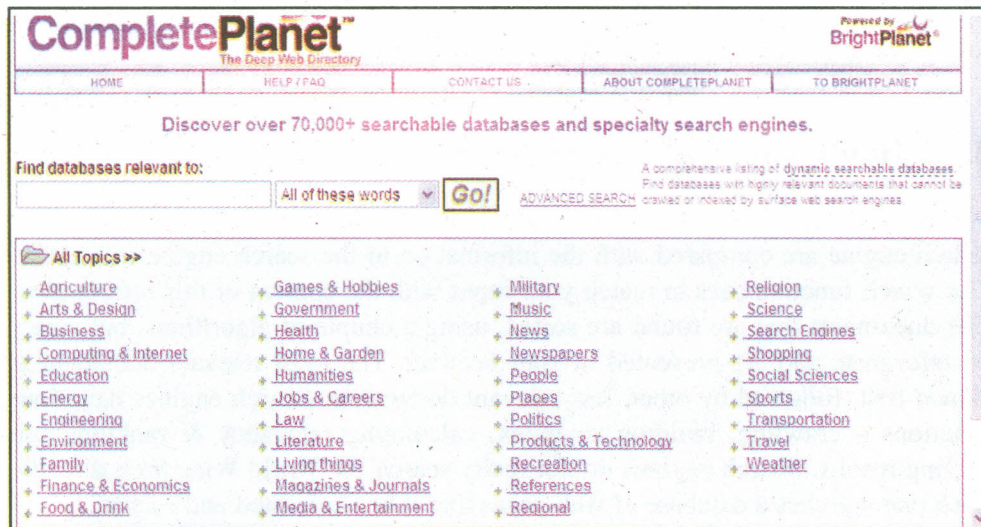 CompletePlanet™
The Deep Web Directory
Powered by
BrightPlanet®
HOME HELP / FAQ CONTACT US ABOUT COMPLETEPLANET TO BRIGHTPLANET
Discover over 70,000+ searchable databases and specialty search engines.
Find databases relevant to:
All of these words Go! ADVANCED SEARCH
A comprehensive listing of dynamic searchable databases.
Find databases with highly relevant documents that cannot be
crawled or indexed by surface web search engines
All Topics >>
Agriculture
Arts & Design
Business
Computing & Internet
Education
Energy
Engineering
Environment
Family
Finance & Economics
Food & Drink
Games & Hobbies
Government
Health
Home & Garden
Humanities
Jobs & Careers
Law
Literature
Living things
Magazines & Journals
Media & Entertainment
Military
Music
News
Newspapers
People
Places
Politics
Products & Technology
Recreation
References
Regional
Religion
Science
Search Engines
Shopping
Social Sciences
Sports
Transportation
Travel
Weather